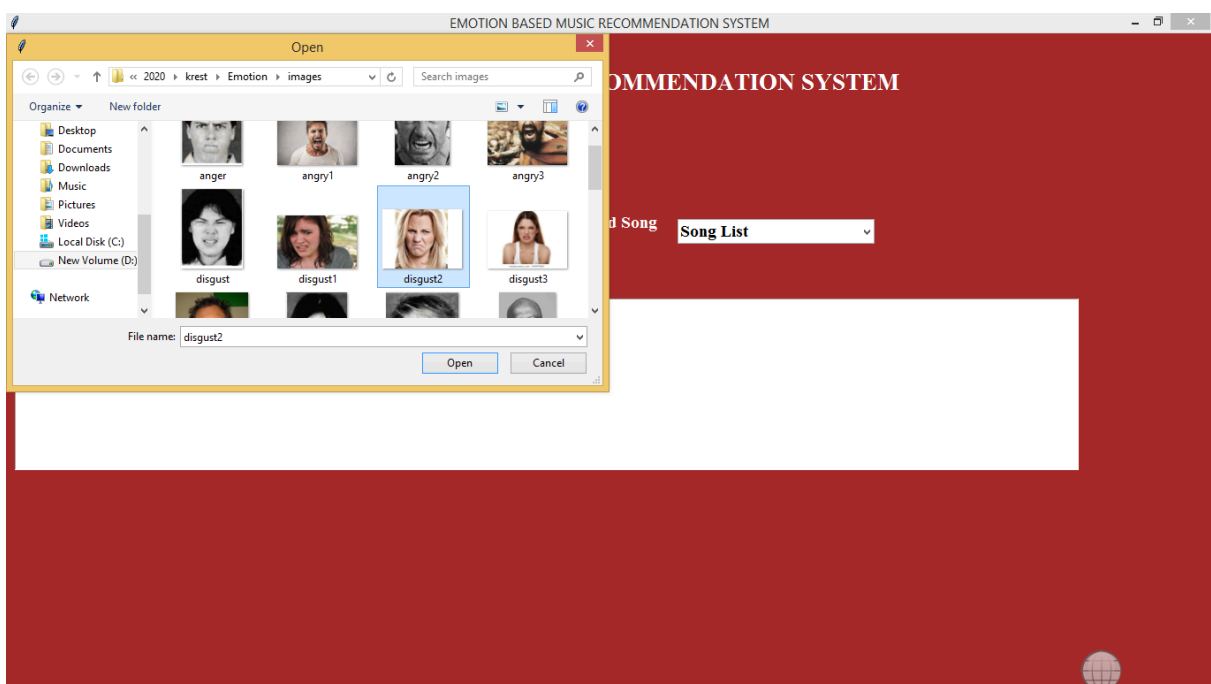 EMOTION BASED MUSIC RECOMMENDATION SYSTEM
Open
« 2020 › krest › Emotion › images
Search images
OMMENDATION SYSTEM
Organize
New folder
Desktop
Documents
Downloads
Music
Pictures
Videos
Local Disk (C:)
New Volume (D:)
Network
anger
angry1
angry2
angry3
disgust
disgust1
disgust2
disgust3
d Song
Song List
File name:
disgust2
Open
Cancel